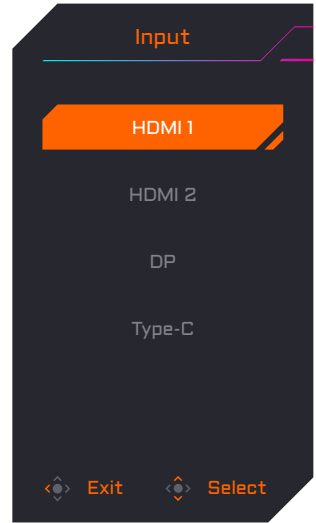 Input
HDMI 1
HDMI 2
DP
Type-C
Exit Select